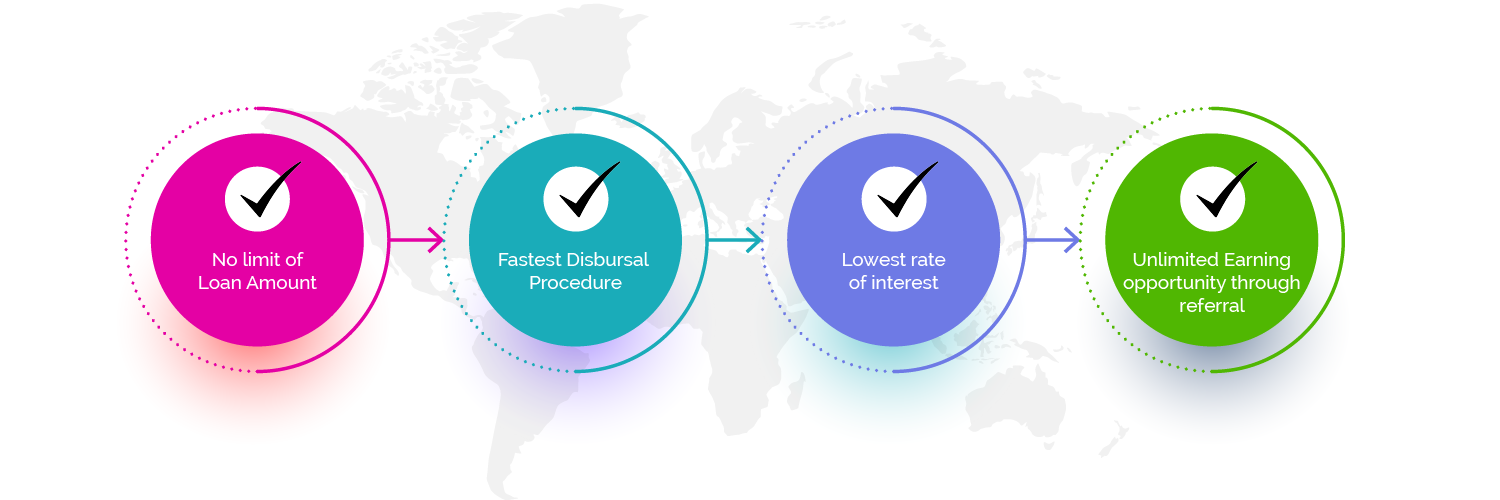 No limit of
Loan Amount
Fastest Disbursal
Procedure
Lowest rate
of interest
Unlimited Earning
opportunity through
referral